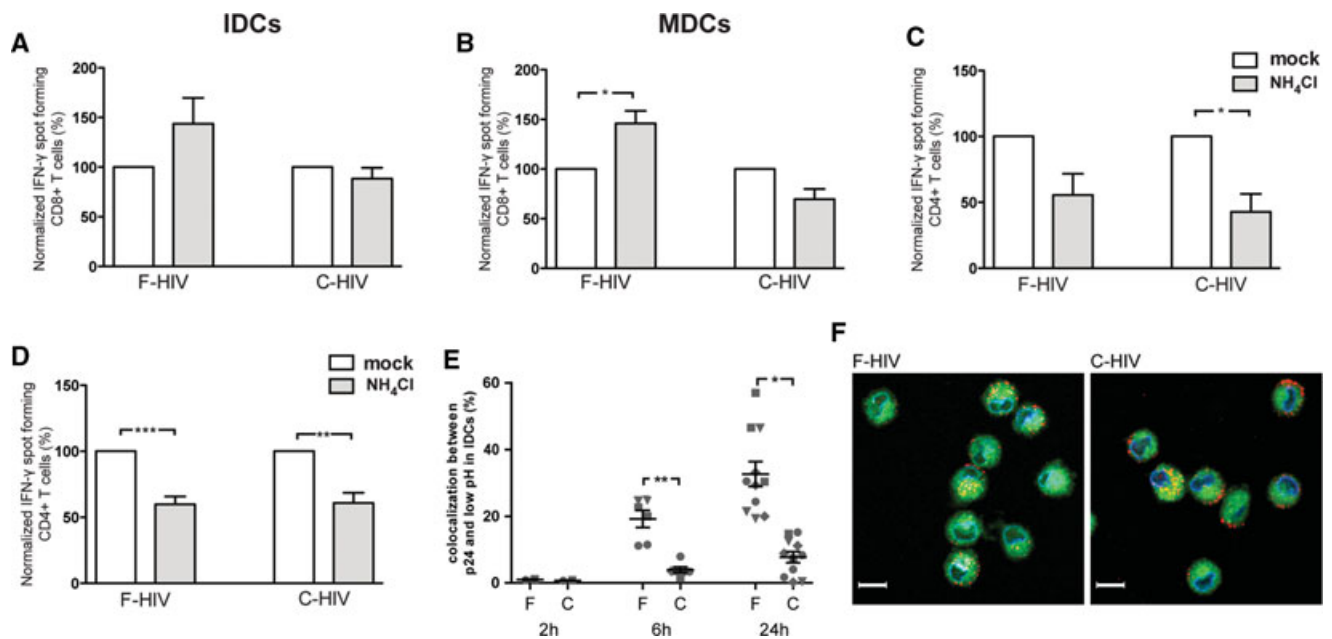 IDCs
MDCs
A
Normalized IFN-γ spot forming
CD8+ T cells (%)
200
150
100
50
0
F-HIV
C-HIV
B
Normalized IFN-γ spot forming
CD8+ T cells (%)
200
150
100
50
0
*
F-HIV
C-HIV
C
Normalized IFN-γ spot forming
CD4+ T cells (%)
150
100
50
0
mock
NH₄Cl
*
F-HIV
C-HIV
D
Normalized IFN-γ spot forming
CD4+ T cells (%)
150
100
50
0
mock
NH₄Cl
***
**
F-HIV
C-HIV
E
colocalization between
p24 and low pH in IDCs (%)
60
40
20
0
**
*
F C F C F C
2h 6h 24h
F
F-HIV
C-HIV